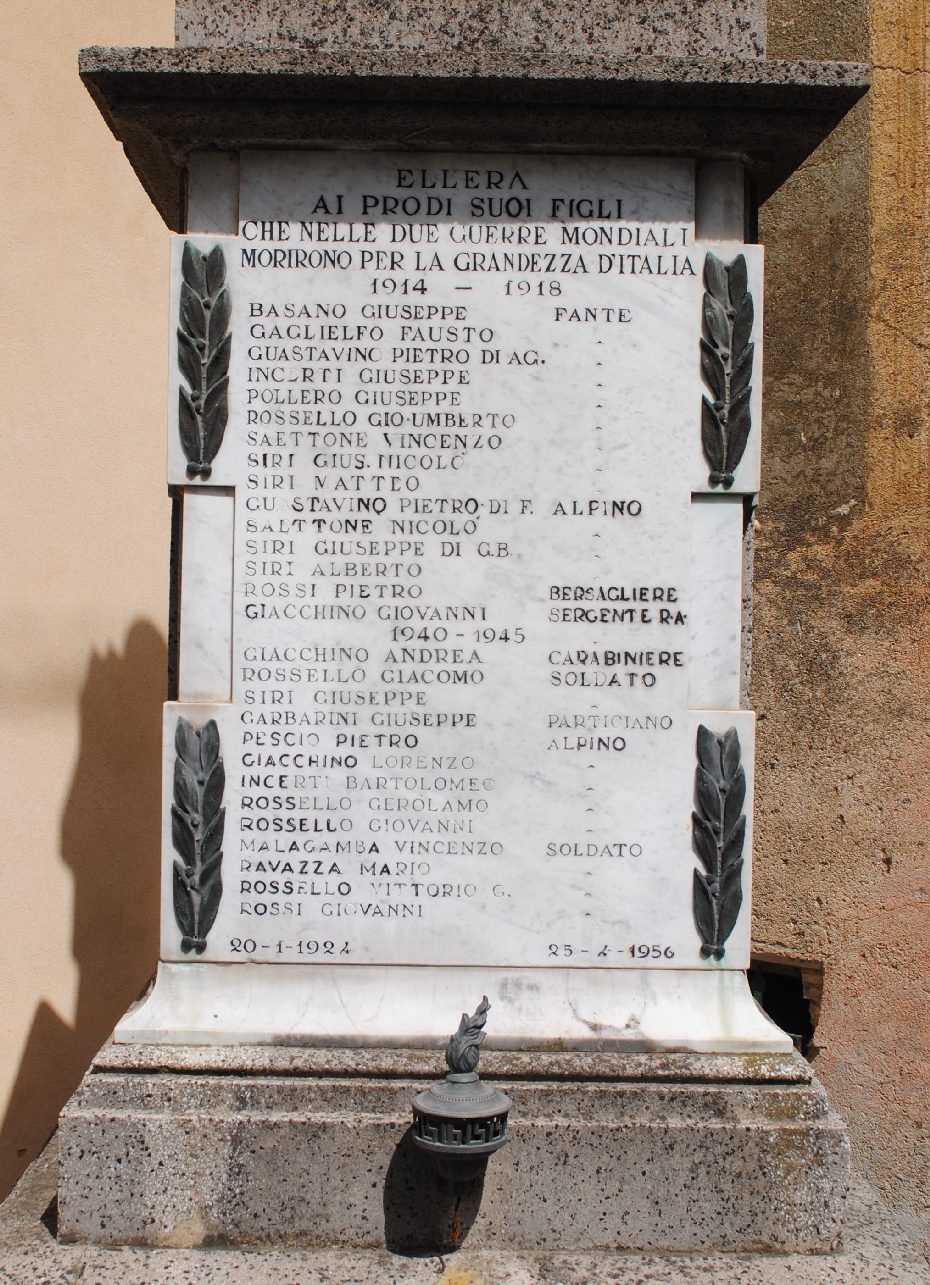 ELLERA
AI PRODI SUOI FIGLI
CHE NELLE DUE GUERRE MONDIALI
MORIRONO PER LA GRANDEZZA D'ITALIA
1914 — 1918
BASANO GIUSEPPE FANTE
GAGLIELFO FAUSTO -
GUASTAVINO PIETRO DI AG. -
INCERTI GIUSEPPE -
POLLERO GIUSEPPE -
ROSSELLO GIO·UMBERTO -
SAETTONE VINCENZO -
SIRI GIUS. NICOLO' -
SIRI MATTEO -
GUASTAVINO PIETRO·DI F. ALPINO
SAETTONE NICOLO' -
SIRI GIUSEPPE DI G.B. -
SIRI ALBERTO -
ROSSI PIETRO BERSAGLIERE
GIACCHINO GIOVANNI SERGENTE R.A.
1940 - 1945 -
GIACCHINO ANDREA CARABINIERE
ROSSELLO GIACOMO SOLDATO
SIRI GIUSEPPE -
GARBARINI GIUSEPPE PARTIGIANO
PESCIO PIETRO ALPINO
GIACCHINO LORENZO -
INCERTI BARTOLOMEO -
ROSSELLO GEROLAMO -
ROSSELLO GIOVANNI -
MALAGAMBA VINCENZO SOLDATO
RAVAZZA MARIO -
ROSSELLO VITTORIO G. -
ROSSI GIOVANNI -
20-1-1924 25-4-1956